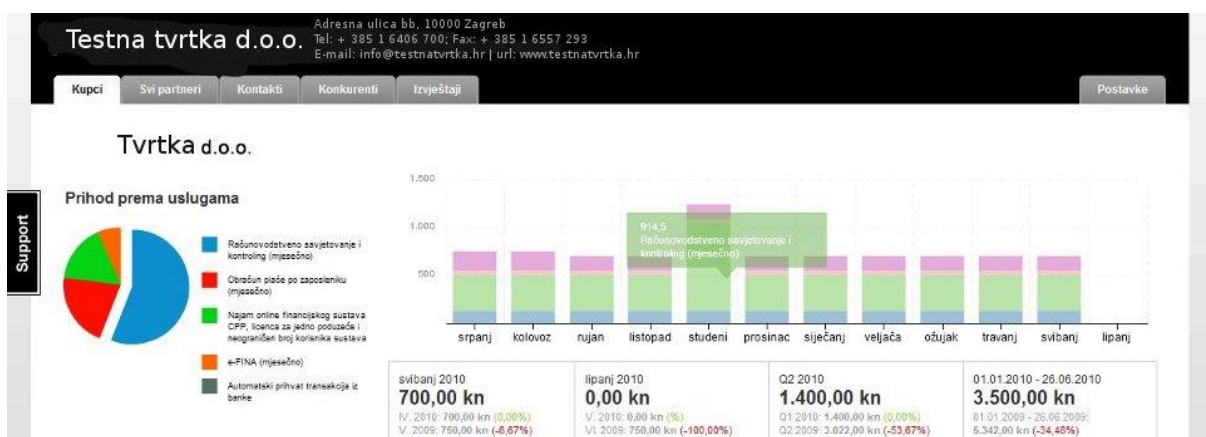 Testna tvrtka d.o.o.
Adresna ulica bb, 10000 Zagreb
Tel: + 385 1 6406 700; Fax: + 385 1 6557 293
E-mail: info@testnatvrtka.hr | url: www.testnatvrtka.hr
Kupci Svi partneri Kontakti Konkurenti Izvještaji Postavke
Tvrtka d.o.o.
Support
Prihod prema uslugama
Računovodstveno savjetovanje i
kontroling (mjesečno)
Obračun plaće po zaposleniku
(mjesečno)
Najam online financijskog sustava
CPP, licenca za jedno poduzeće i
neograničen broj korisnika sustava
e-FINA (mjesečno)
Automatski prihvat transakcija iz
banke
1.500
1.000
500
914,5
Računovodstveno savjetovanje i
kontroling (mjesečno)
srpanj kolovoz rujan listopad studeni prosinac siječanj veljača ožujak travanj svibanj lipanj
svibanj 2010
700,00 kn
IV. 2010: 700,00 kn (0,00%)
V. 2009: 750,00 kn (-6,67%)
lipanj 2010
0,00 kn
V. 2010: 0,00 kn (%)
VI. 2009: 750,00 kn (-100,00%)
Q2 2010
1.400,00 kn
Q1 2010: 1.400,00 kn (0,00%)
Q2 2009: 3.022,00 kn (-53,67%)
01.01.2010 - 26.06.2010
3.500,00 kn
01.01.2009 - 26.06.2009:
5.342,00 kn (-34,48%)